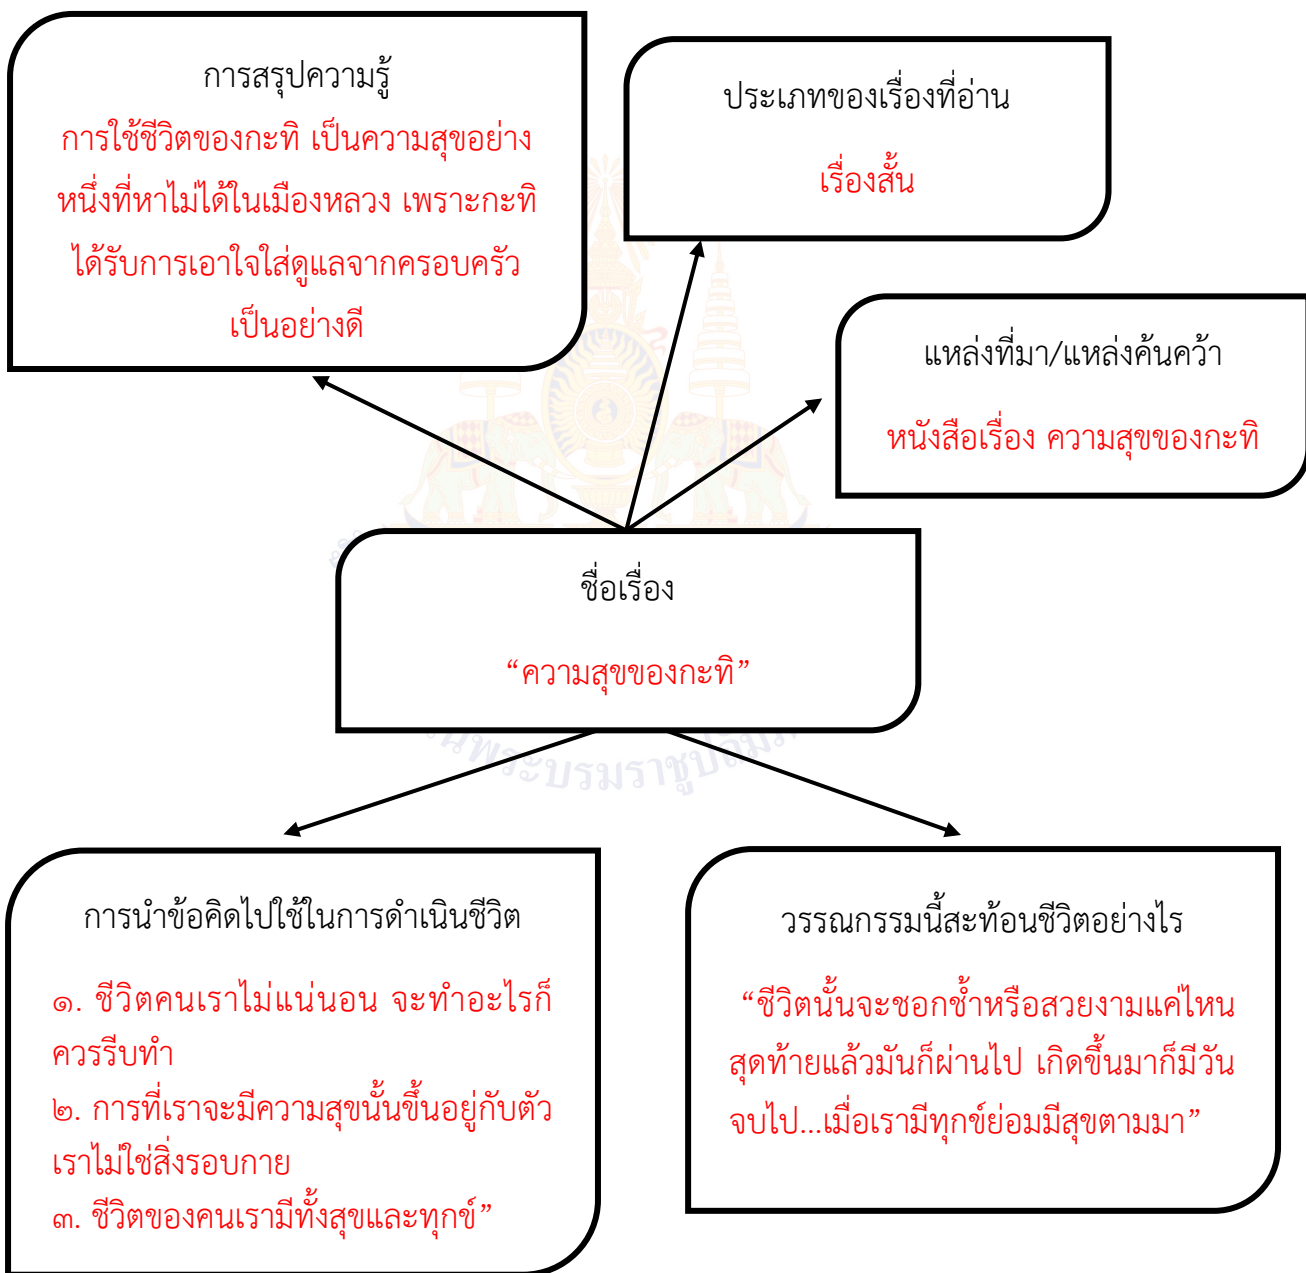 การสรุปความรู้
การใช้ชีวิตของกะทิ เป็นความสุขอย่าง
หนึ่งที่หาไม่ได้ในเมืองหลวง เพราะกะทิ
ได้รับการเอาใจใส่ดูแลจากครอบครัว
เป็นอย่างดี
ประเภทของเรื่องที่อ่าน
เรื่องสั้น
แหล่งที่มา/แหล่งค้นคว้า
หนังสือเรื่อง ความสุขของกะทิ
ชื่อเรื่อง
“ความสุขของกะทิ”
พระบรมราชูปถัมภ์
การนำข้อคิดไปใช้ในการดำเนินชีวิต
๑. ชีวิตคนเราไม่แน่นอน จะทำอะไรก็
ควรรีบทำ
๒. การที่เราจะมีความสุขนั้นขึ้นอยู่กับตัว
เราไม่ใช่สิ่งรอบกาย
๓. ชีวิตของคนเรามีทั้งสุขและทุกข์”
วรรณกรรมนี้สะท้อนชีวิตอย่างไร
“ชีวิตนั้นจะชอกช้ำหรือสวยงามแค่ไหน
สุดท้ายแล้วมันก็ผ่านไป เกิดขึ้นมาก็มีวัน
จบไป...เมื่อเรามีทุกข์ย่อมมีสุขตามมา”